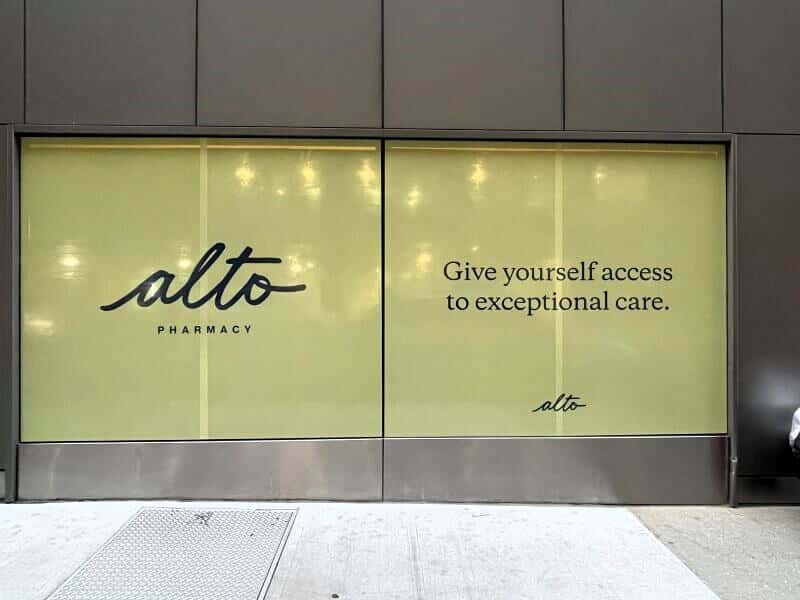 alto
PHARMACY
Give yourself access
to exceptional care.
alto